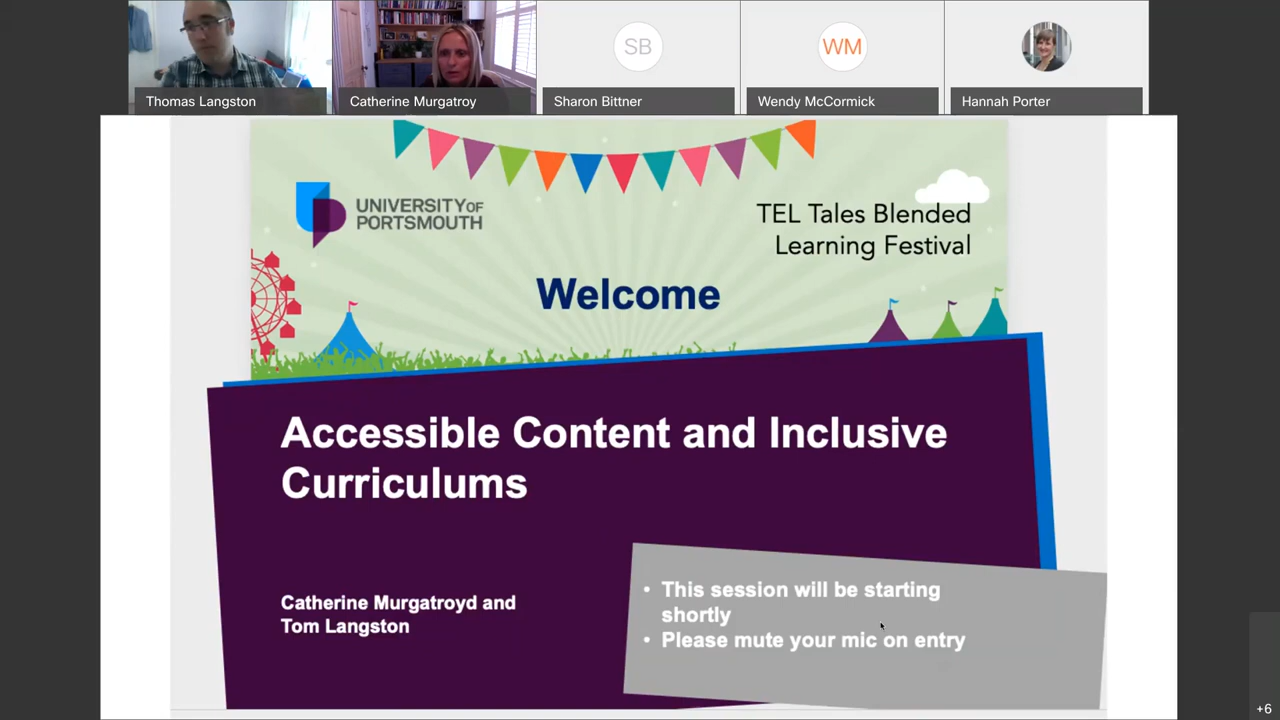 SB
WM
Thomas Langston
Catherine Murgatroy
Sharon Bittner
Wendy McCormick
Hannah Porter
UNIVERSITY OF
PORTSMOUTH
TEL Tales Blended
Learning Festival
Welcome
Accessible Content and Inclusive
Curriculums
Catherine Murgatroyd and
Tom Langston
• This session will be starting
shortly
• Please mute your mic on entry
+6